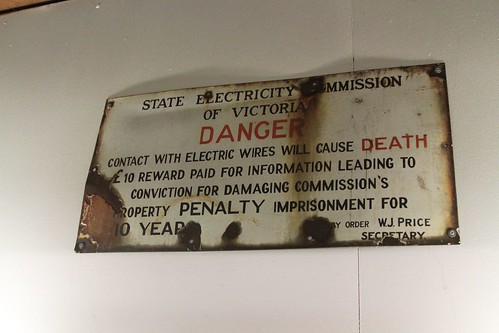 STATE ELECTRICITY COMMISSION
OF VICTORIA
DANGER
CONTACT WITH ELECTRIC WIRES WILL CAUSE DEATH
£10 REWARD PAID FOR INFORMATION LEADING TO
CONVICTION FOR DAMAGING COMMISSION'S
PROPERTY PENALTY IMPRISONMENT FOR
10 YEARS
BY ORDER W.J. PRICE
SECRETARY